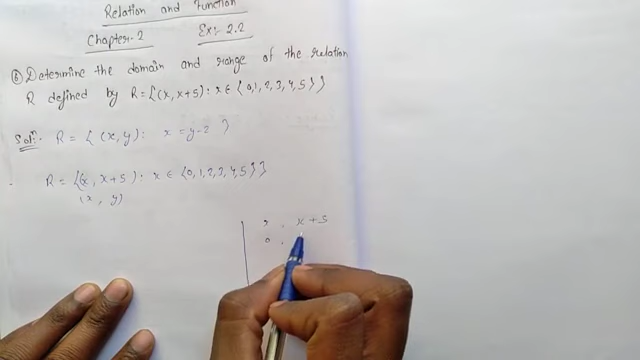 Relation and Function
Chapter-2 Ex:- 2.2
⑥ Determine the domain and range of the relation
R defined by R = {(x, x+5) : x ∈ {0,1,2,3,4,5}}
Solⁿ:- R = { (x, y) : x = y-2 }
R = {(x, x+5) : x ∈ {0,1,2,3,4,5}}
(x, y)
x , x+5
0 ,